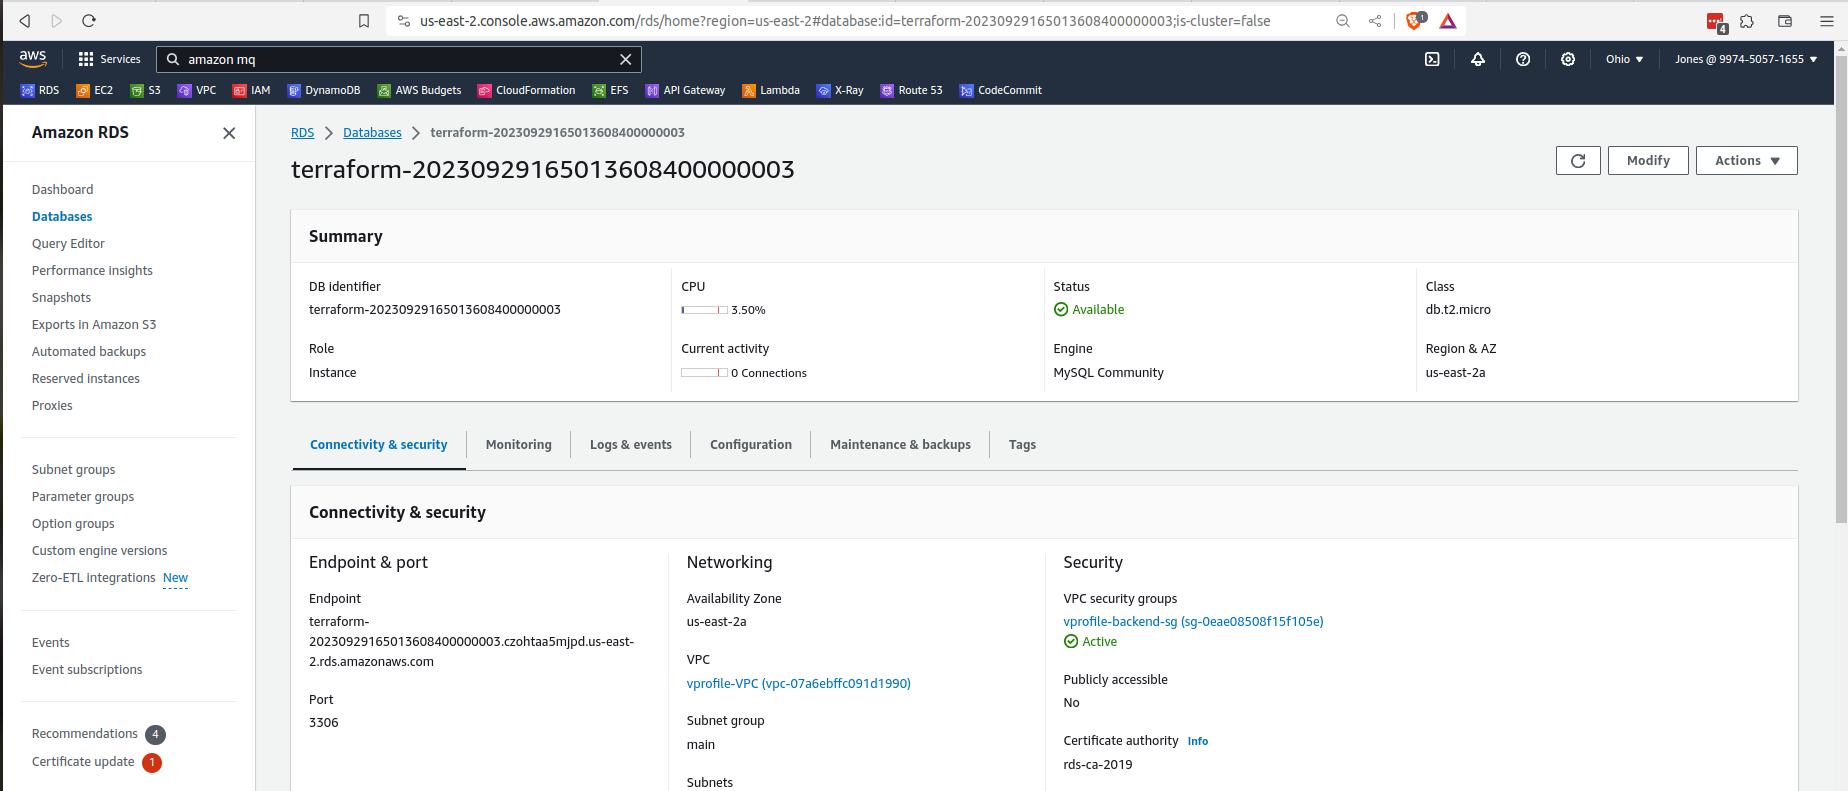 us-east-2.console.aws.amazon.com/rds/home?region=us-east-2#database:id=terraform-20230929165013608400000003;is-cluster=false
1
4
aws
Services
amazon mq
Ohio
Jones @ 9974-5057-1655
RDS
EC2
S3
VPC
IAM
DynamoDB
AWS Budgets
CloudFormation
EFS
API Gateway
Lambda
X-Ray
Route 53
CodeCommit
Amazon RDS
Dashboard
Databases
Query Editor
Performance insights
Snapshots
Exports in Amazon S3
Automated backups
Reserved instances
Proxies
Subnet groups
Parameter groups
Option groups
Custom engine versions
Zero-ETL integrations New
Events
Event subscriptions
Recommendations 4
Certificate update 1
RDS > Databases > terraform-20230929165013608400000003
terraform-20230929165013608400000003
Modify
Actions
Summary
DB identifier
terraform-20230929165013608400000003
CPU
3.50%
Status
Available
Class
db.t2.micro
Role
Instance
Current activity
0 Connections
Engine
MySQL Community
Region & AZ
us-east-2a
Connectivity & security
Monitoring
Logs & events
Configuration
Maintenance & backups
Tags
Connectivity & security
Endpoint & port
Endpoint
terraform-
20230929165013608400000003.czohtaa5mjpd.us-east-
2.rds.amazonaws.com
Port
3306
Networking
Availability Zone
us-east-2a
VPC
vprofile-VPC (vpc-07a6ebffc091d1990)
Subnet group
main
Subnets
Security
VPC security groups
vprofile-backend-sg (sg-0eae08508f15f105e)
Active
Publicly accessible
No
Certificate authority Info
rds-ca-2019